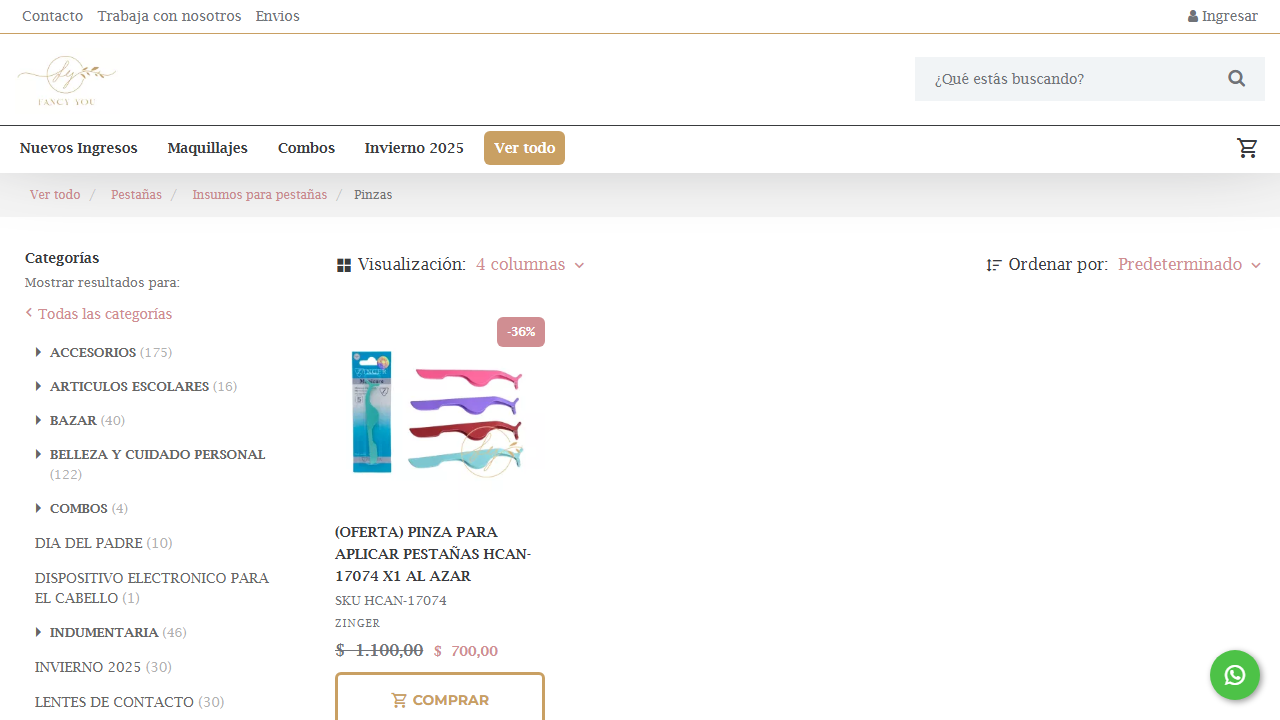 Contacto Trabaja con nosotros Envios
Ingresar
FANCY YOU
¿Qué estás buscando?
Nuevos Ingresos Maquillajes Combos Invierno 2025 Ver todo
Ver todo / Pestañas / Insumos para pestañas / Pinzas
Categorías
Mostrar resultados para:
Todas las categorías
ACCESORIOS (175)
ARTICULOS ESCOLARES (16)
BAZAR (40)
BELLEZA Y CUIDADO PERSONAL
(122)
COMBOS (4)
DIA DEL PADRE (10)
DISPOSITIVO ELECTRONICO PARA
EL CABELLO (1)
INDUMENTARIA (46)
INVIERNO 2025 (30)
LENTES DE CONTACTO (30)
Visualización: 4 columnas
Ordenar por: Predeterminado
-36%
(OFERTA) PINZA PARA
APLICAR PESTAÑAS HCAN-
17074 X1 AL AZAR
SKU HCAN-17074
ZINGER
$ 1.100,00 $ 700,00
COMPRAR